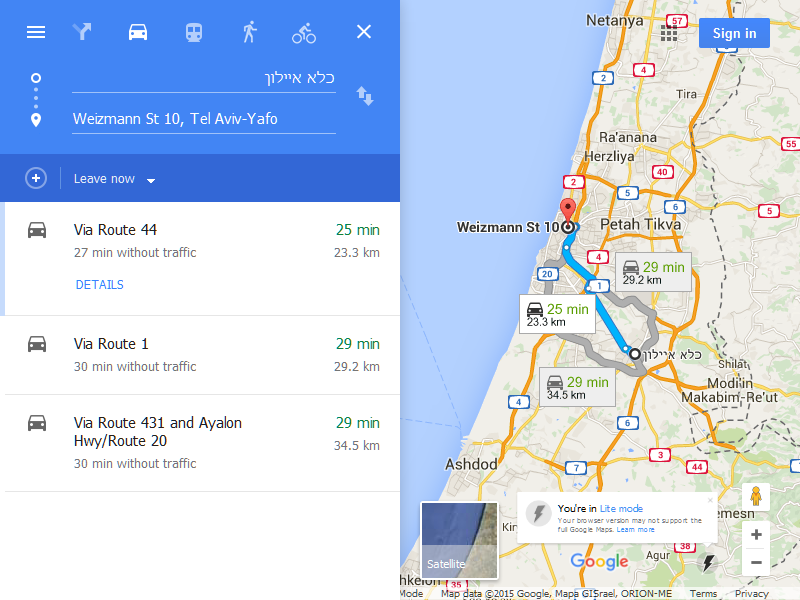 כלא איילון
Weizmann St 10, Tel Aviv-Yafo
Leave now
Via Route 44
25 min
27 min without traffic
23.3 km
DETAILS
Via Route 1
29 min
30 min without traffic
29.2 km
Via Route 431 and Ayalon
Hwy/Route 20
29 min
34.5 km
30 min without traffic
Netanya
57
Sign in
4
2
Tira
55
Ra'anana
Herzliya
40
2
5
6
5
Weizmann St 10
Petah Tikva
4
20
1
29 min
29.2 km
25 min
23.3 km
כלא איילון
Shilat
29 min
34.5 km
Modi'in
Makabim-Re'ut
4
6
3
Ashdod
7
44
You're in Lite mode
Your browser version may not support the
full Google Maps. Learn more
Satellite
Google
Agur
38
35
Map data ©2015 Google, Mapa GISrael, ORION-ME
Terms
Privacy